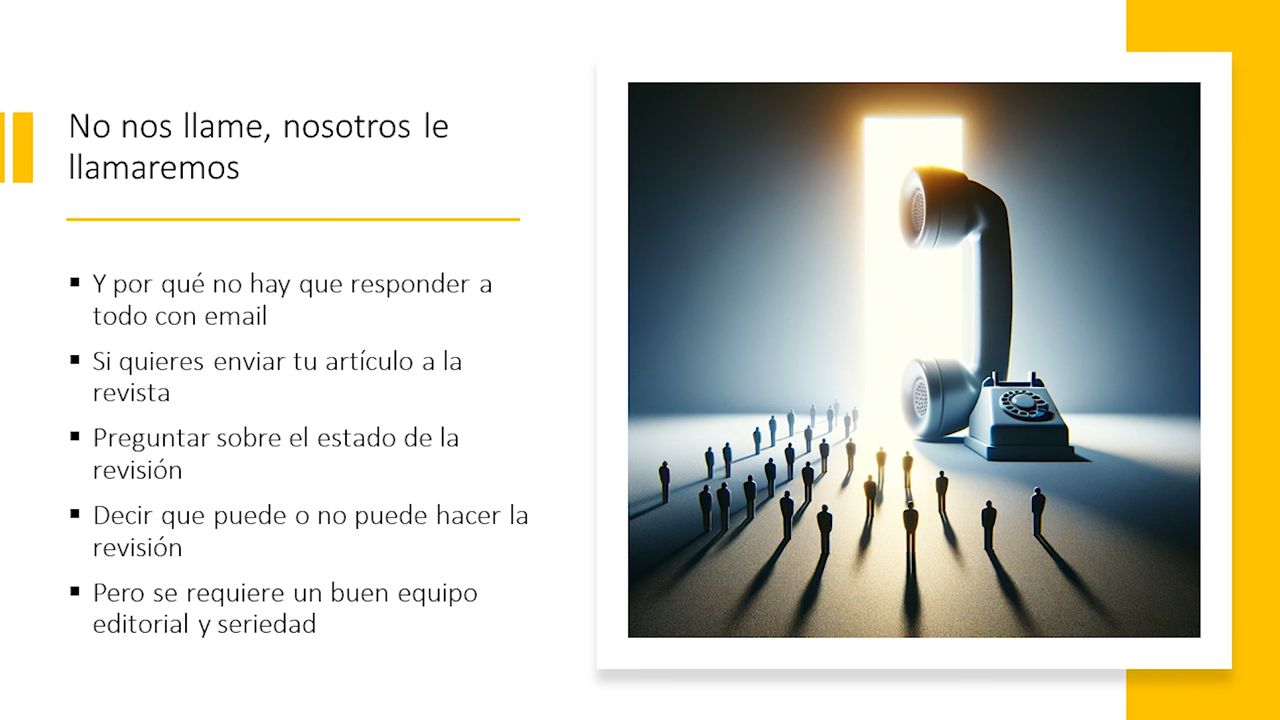 No nos llame, nosotros le
llamaremos
▪ Y por qué no hay que responder a
todo con email
▪ Si quieres enviar tu artículo a la
revista
▪ Preguntar sobre el estado de la
revisión
▪ Decir que puede o no puede hacer la
revisión
▪ Pero se requiere un buen equipo
editorial y seriedad